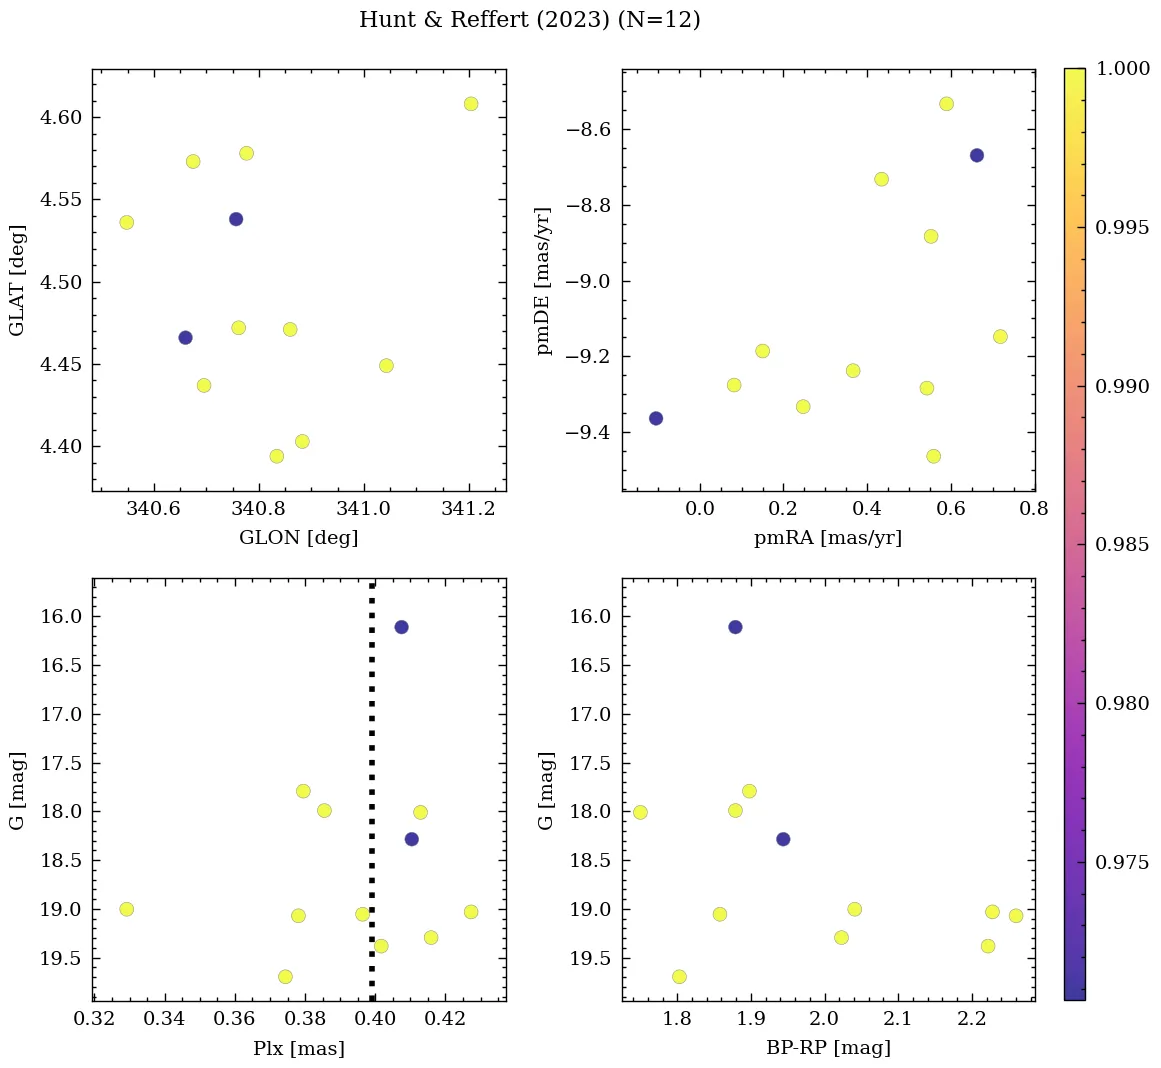 Hunt & Reffert (2023) (N=12)
4.60
4.55
4.50
4.45
4.40
GLAT [deg]
340.6 340.8 341.0 341.2
GLON [deg]
−8.6
−8.8
−9.0
−9.2
−9.4
pmDE [mas/yr]
0.0 0.2 0.4 0.6 0.8
pmRA [mas/yr]
16.0
16.5
17.0
17.5
18.0
18.5
19.0
19.5
G [mag]
0.32 0.34 0.36 0.38 0.40 0.42
Plx [mas]
16.0
16.5
17.0
17.5
18.0
18.5
19.0
19.5
G [mag]
1.8 1.9 2.0 2.1 2.2
BP-RP [mag]
1.000
0.995
0.990
0.985
0.980
0.975